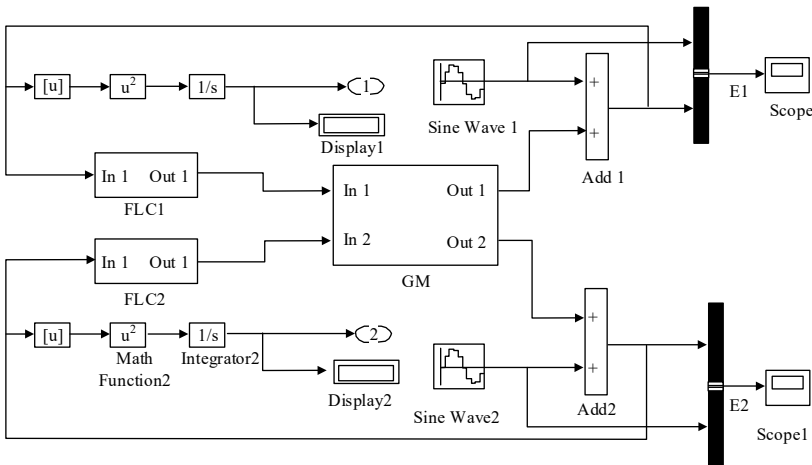 [u]
u²
1/s
1
Display1
Sine Wave 1
+
+
Add 1
E1
Scope
In 1 Out 1
FLC1
In 1 Out 1
In 2 Out 2
GM
In 1 Out 1
FLC2
[u]
u²
1/s
2
Math
Function2
Integrator2
Display2
Sine Wave2
+
+
Add2
E2
Scope1